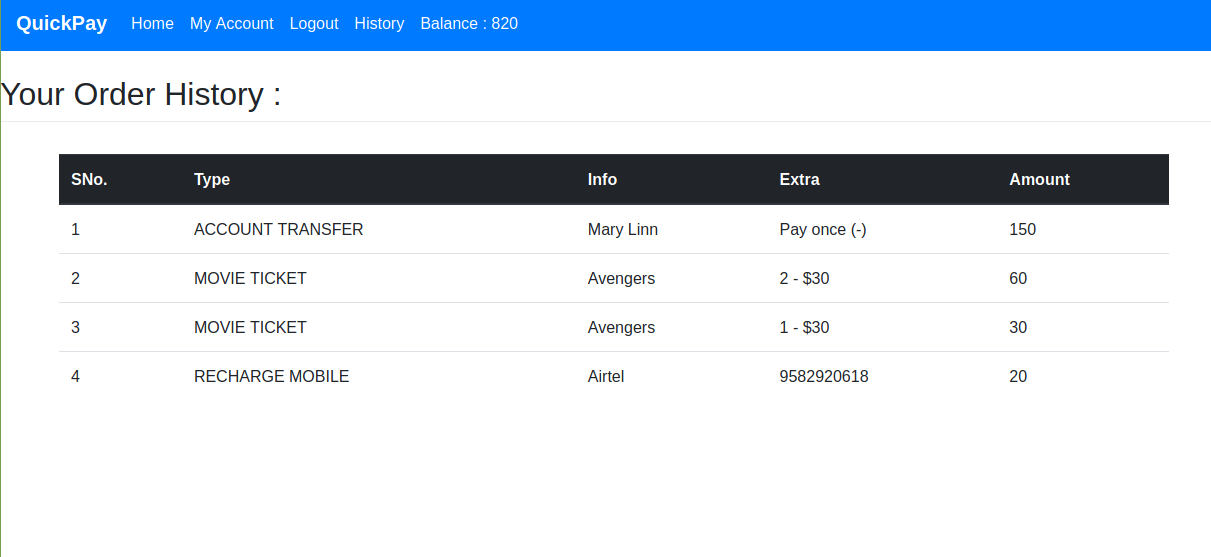 QuickPay Home My Account Logout History Balance : 820
Your Order History :
SNo. Type Info Extra Amount
1 ACCOUNT TRANSFER Mary Linn Pay once (-) 150
2 MOVIE TICKET Avengers 2 - $30 60
3 MOVIE TICKET Avengers 1 - $30 30
4 RECHARGE MOBILE Airtel 9582920618 20